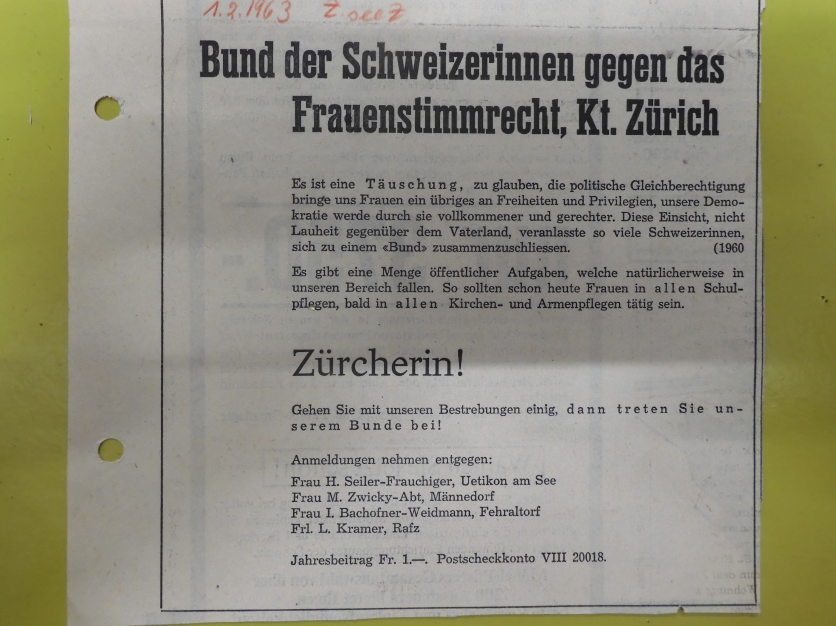 1.2.1963 Z seeZ
Bund der Schweizerinnen gegen das
Frauenstimmrecht, Kt. Zürich
Es ist eine Täuschung, zu glauben, die politische Gleichberechtigung
bringe uns Frauen ein übriges an Freiheiten und Privilegien, unsere Demo-
kratie werde durch sie vollkommener und gerechter. Diese Einsicht, nicht
Lauheit gegenüber dem Vaterland, veranlasste so viele Schweizerinnen,
sich zu einem «Bund» zusammenzuschliessen. (1960
Es gibt eine Menge öffentlicher Aufgaben, welche natürlicherweise in
unseren Bereich fallen. So sollten schon heute Frauen in allen Schul-
pflegen, bald in allen Kirchen- und Armenpflegen tätig sein.
Zürcherin!
Gehen Sie mit unseren Bestrebungen einig, dann treten Sie un-
serem Bunde bei!
Anmeldungen nehmen entgegen:
Frau H. Seiler-Frauchiger, Uetikon am See
Frau M. Zwicky-Abt, Männedorf
Frau I. Bachofner-Weidmann, Fehraltorf
Frl. L. Kramer, Rafz
Jahresbeitrag Fr. 1.—. Postscheckkonto VIII 20018.